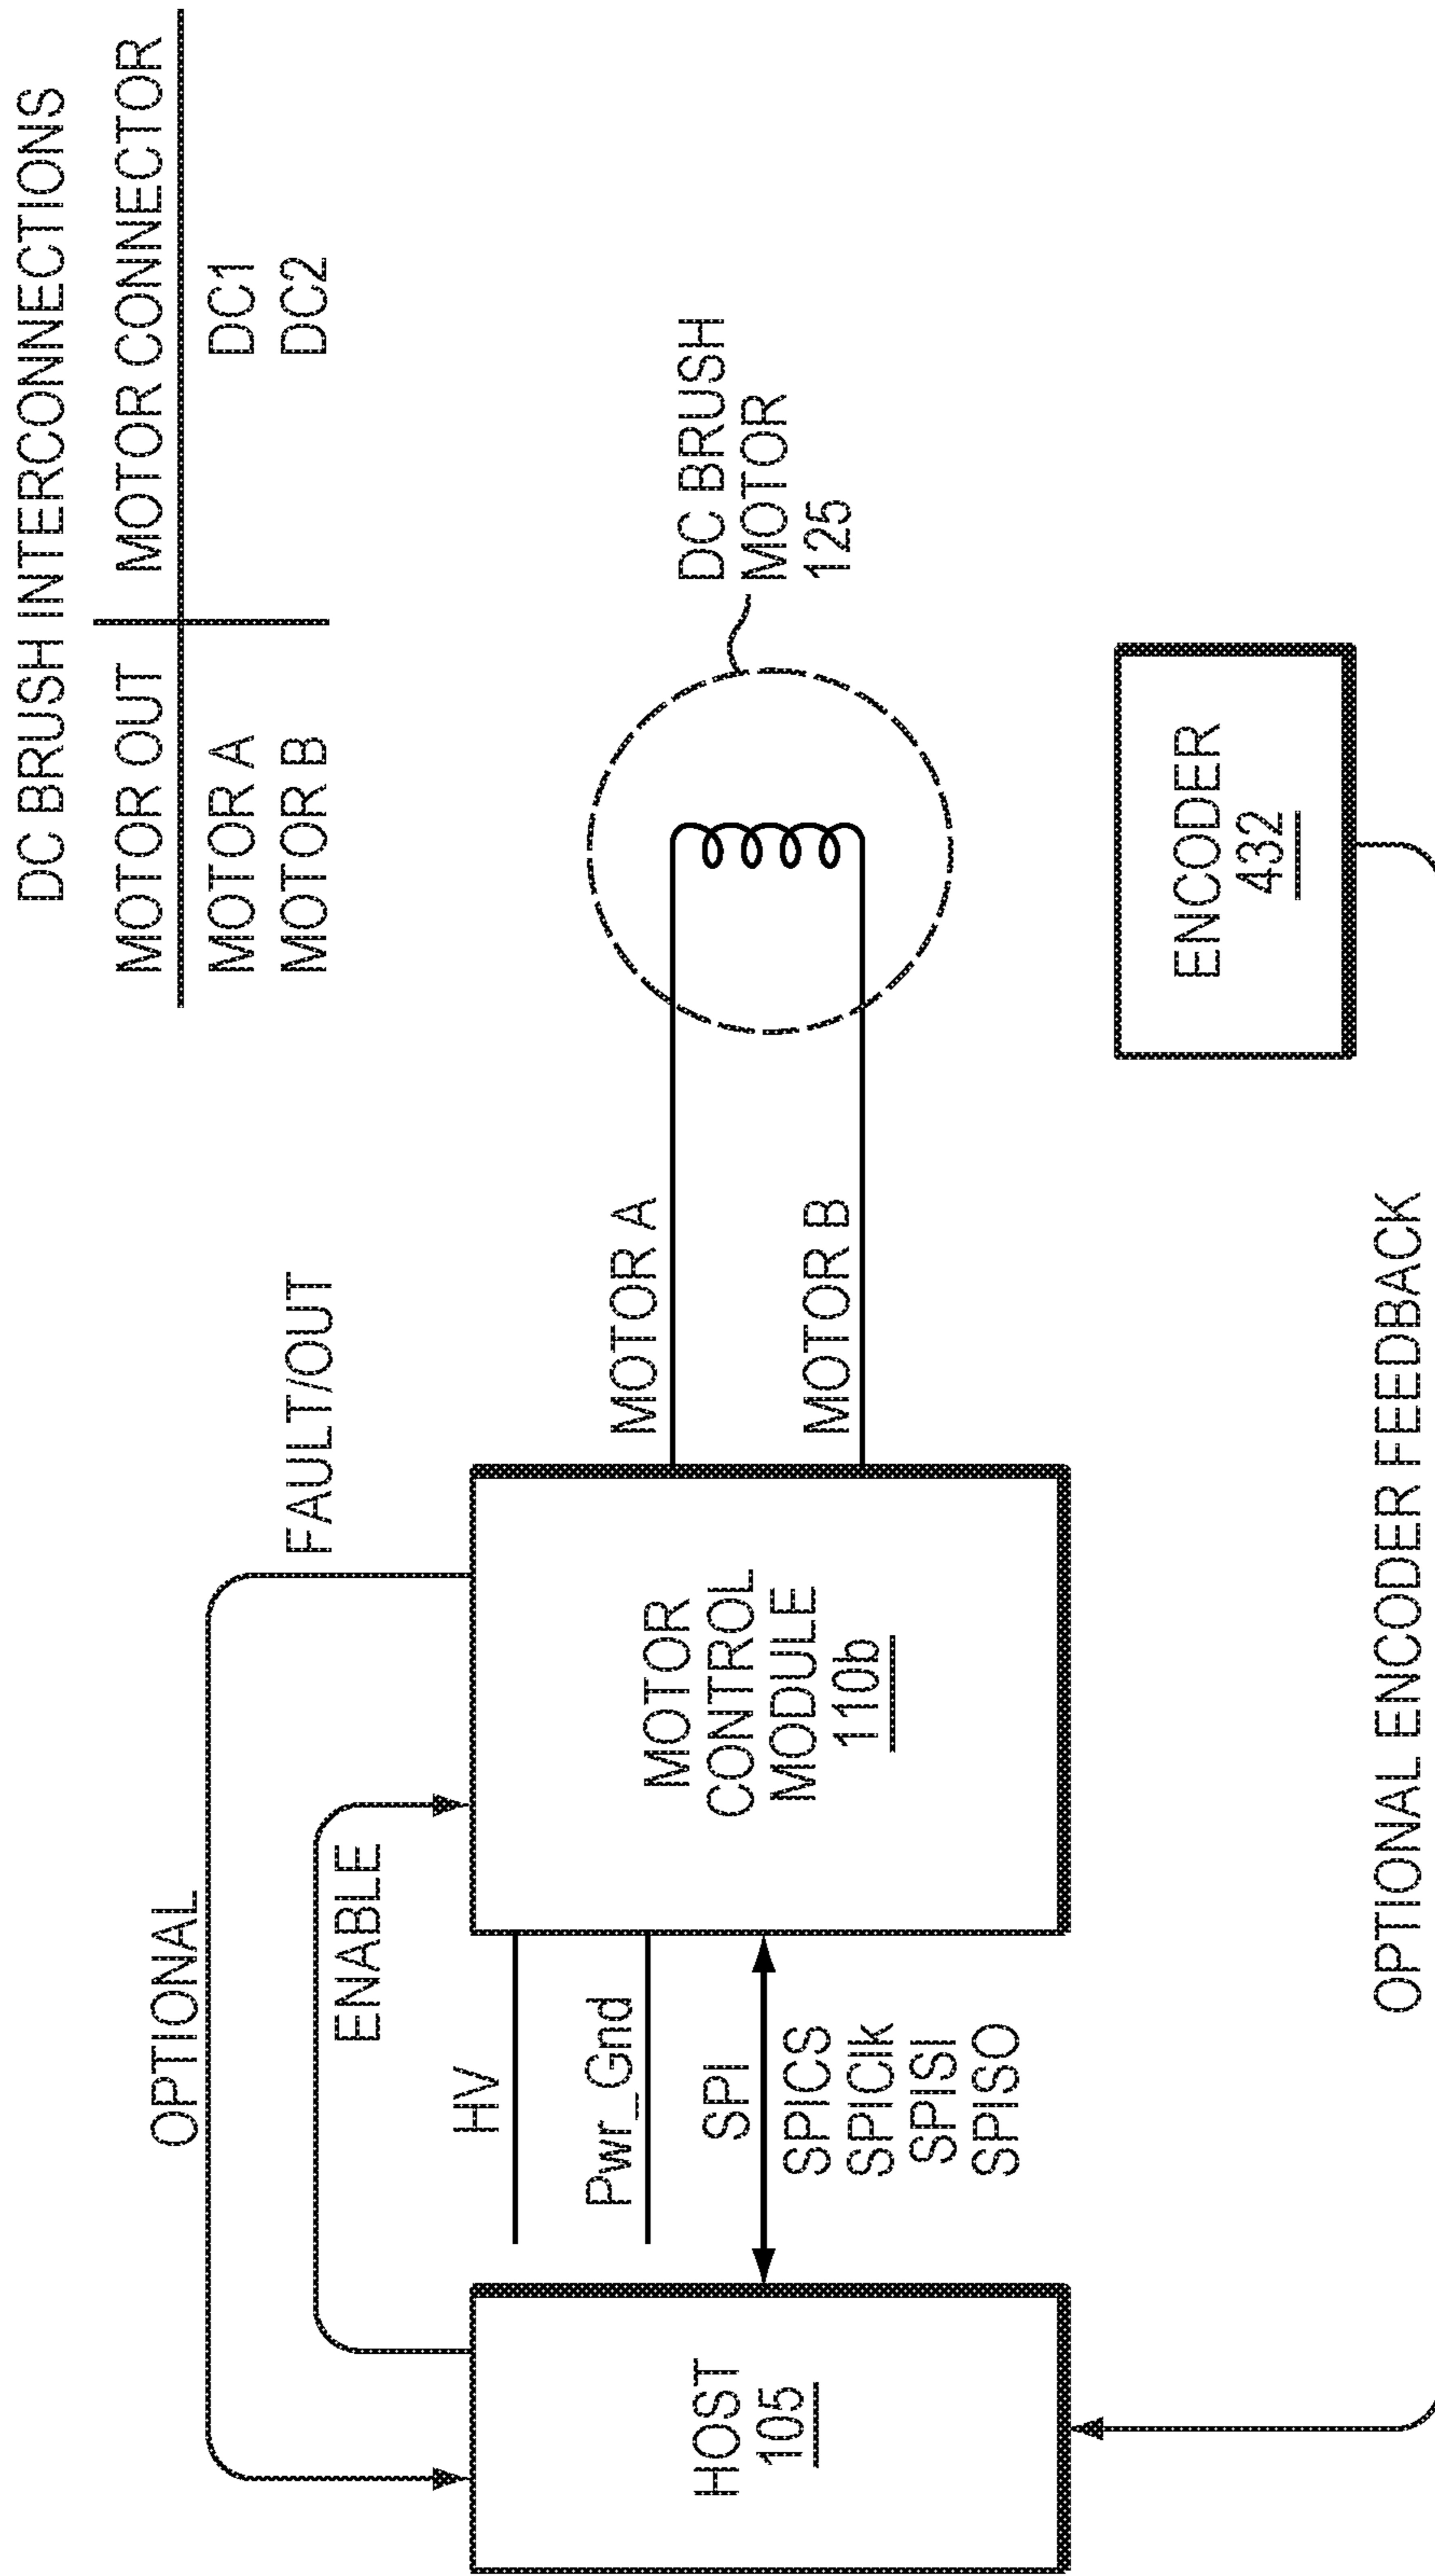 DC BRUSH INTERCONNECTIONS
MOTOR OUT MOTOR CONNECTOR
MOTOR A DC1
MOTOR B DC2
OPTIONAL
FAULT/OUT
ENABLE
HV
Pwr_Gnd
SPI
SPICS
SPIClK
SPISI
SPISO
HOST
105
MOTOR
CONTROL
MODULE
110b
MOTOR A
MOTOR B
DC BRUSH
MOTOR
125
ENCODER
432
OPTIONAL ENCODER FEEDBACK